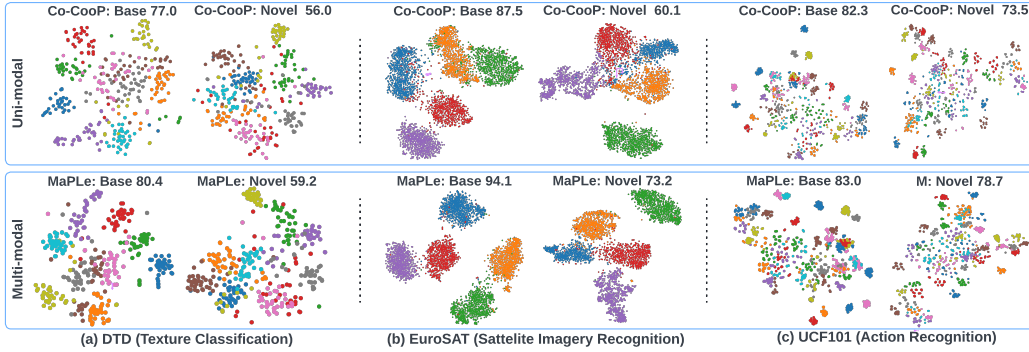 Co-CooP: Base 77.0
Co-CooP: Novel 56.0
Co-CooP: Base 87.5
Co-CooP: Novel 60.1
Co-CooP: Base 82.3
Co-CooP: Novel 73.5
Uni-modal
MaPLe: Base 80.4
MaPLe: Novel 59.2
MaPLe: Base 94.1
MaPLe: Novel 73.2
MaPLe: Base 83.0
M: Novel 78.7
Multi-modal
(a) DTD (Texture Classification)
(b) EuroSAT (Sattelite Imagery Recognition)
(c) UCF101 (Action Recognition)